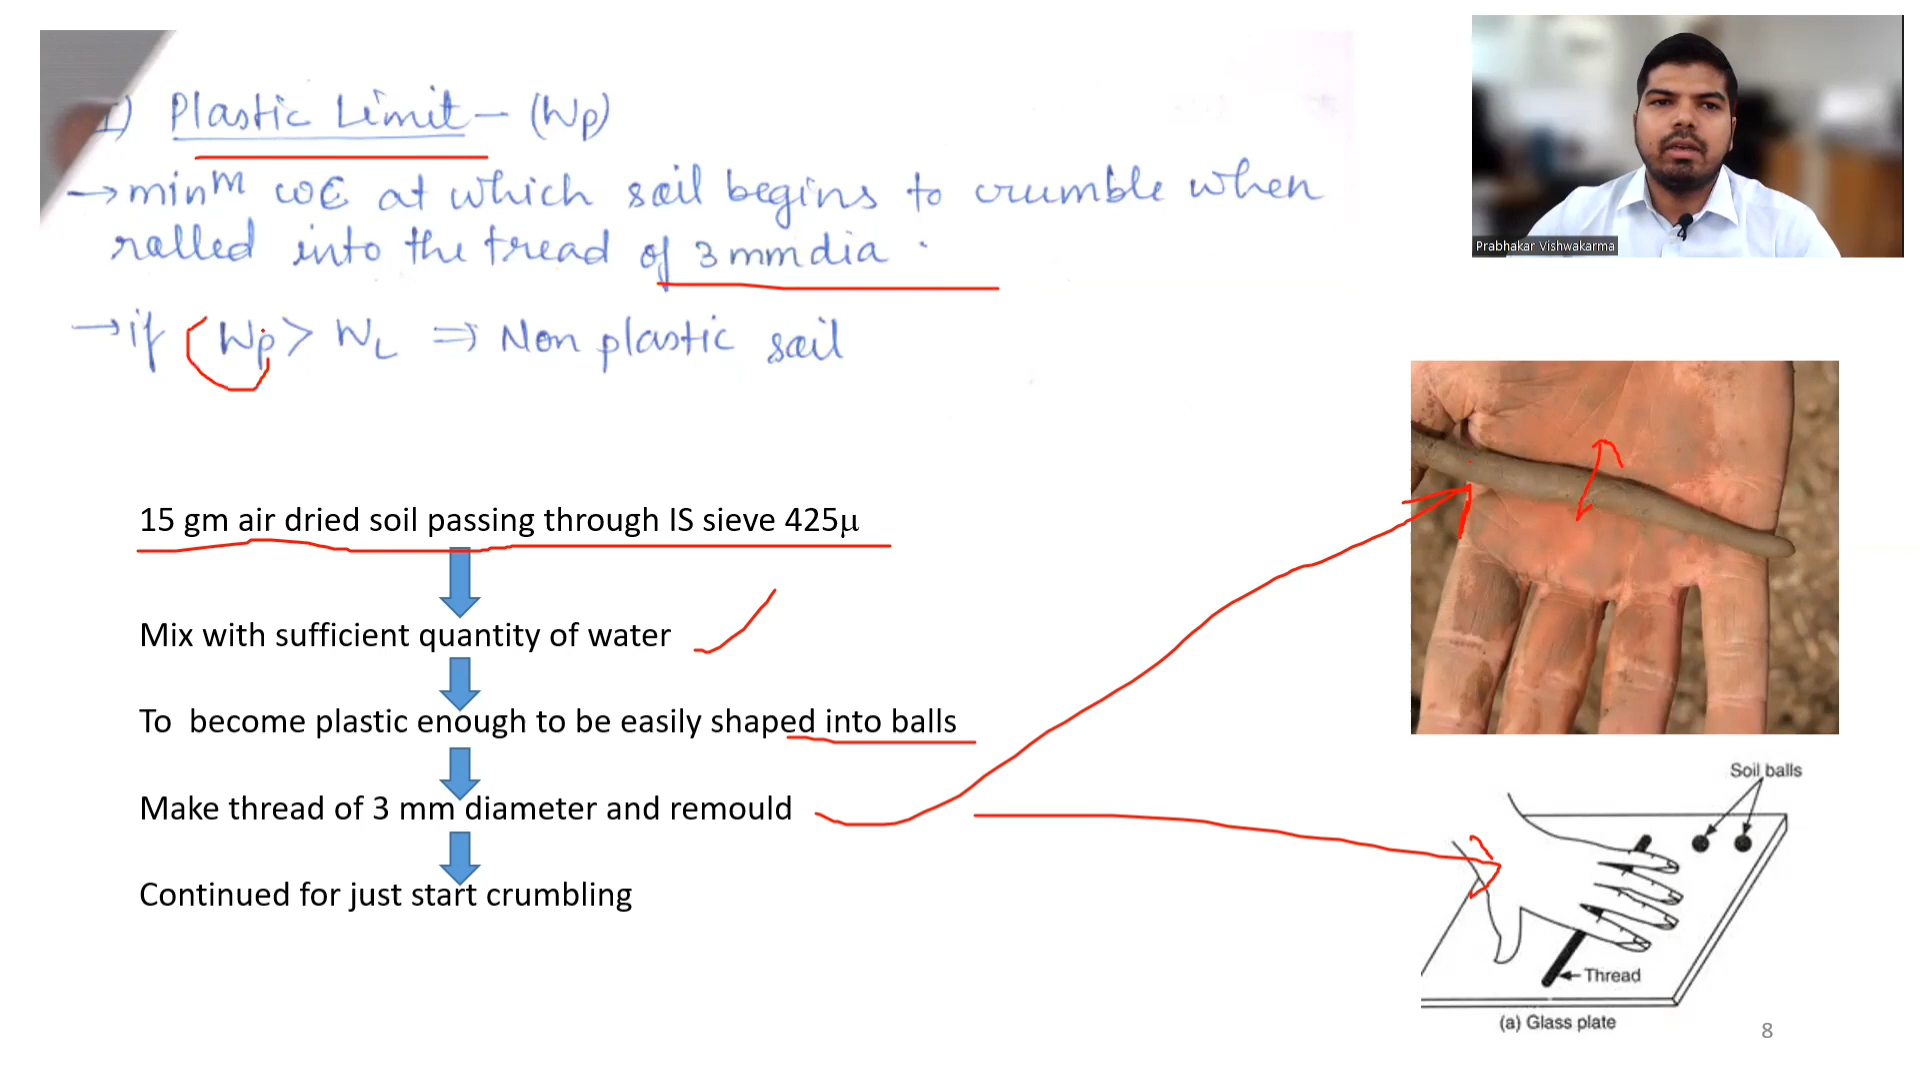 I) Plastic Limit - (Wp)
→ minᵐ w∈ at which soil begins to crumble when
rolled into the tread of 3 mm dia.
→ if (Wp > WL ⇒ Non plastic soil
15 gm air dried soil passing through IS sieve 425µ
Mix with sufficient quantity of water
To become plastic enough to be easily shaped into balls
Make thread of 3 mm diameter and remould
Continued for just start crumbling
Prabhakar Vishwakarma
Soil balls
Thread
(a) Glass plate
8